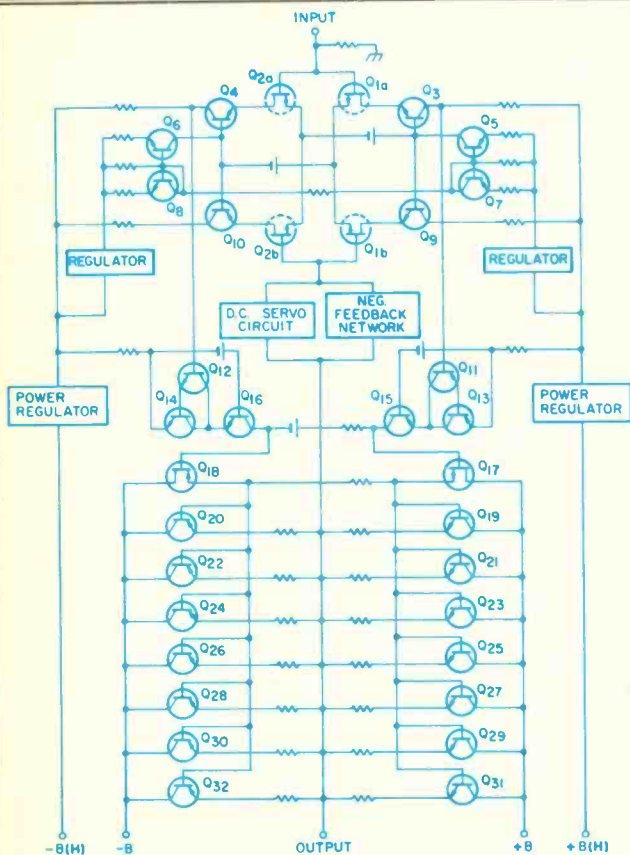 INPUT
Q2a Q1a
Q4 Q3
Q6 Q5
Q8 Q7
Q10 Q9
Q2b Q1b
REGULATOR REGULATOR
D.C. SERVO CIRCUIT
NEG. FEEDBACK NETWORK
Q12 Q11
Q14 Q16 Q15 Q13
POWER REGULATOR
POWER REGULATOR
Q18 Q17
Q20 Q19
Q22 Q21
Q24 Q23
Q26 Q25
Q28 Q27
Q30 Q29
Q32 Q31
-B(H) -B OUTPUT +B +B(H)